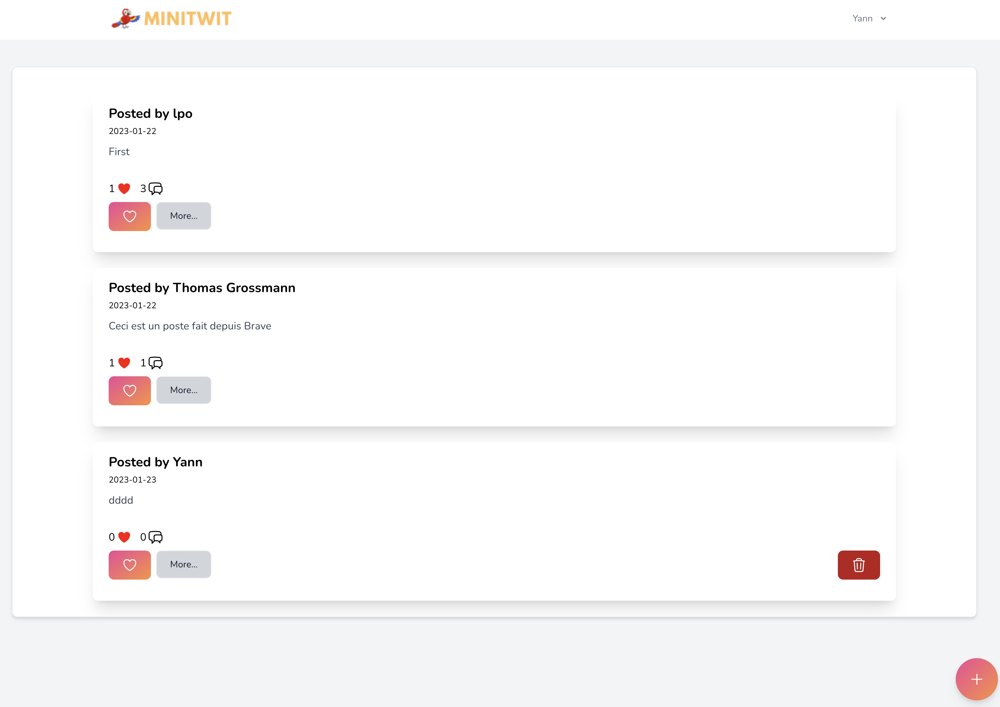 MINITWIT
Yann
Posted by lpo
2023-01-22
First
1 3
More...
Posted by Thomas Grossmann
2023-01-22
Ceci est un poste fait depuis Brave
1 1
More...
Posted by Yann
2023-01-23
dddd
0 0
More...